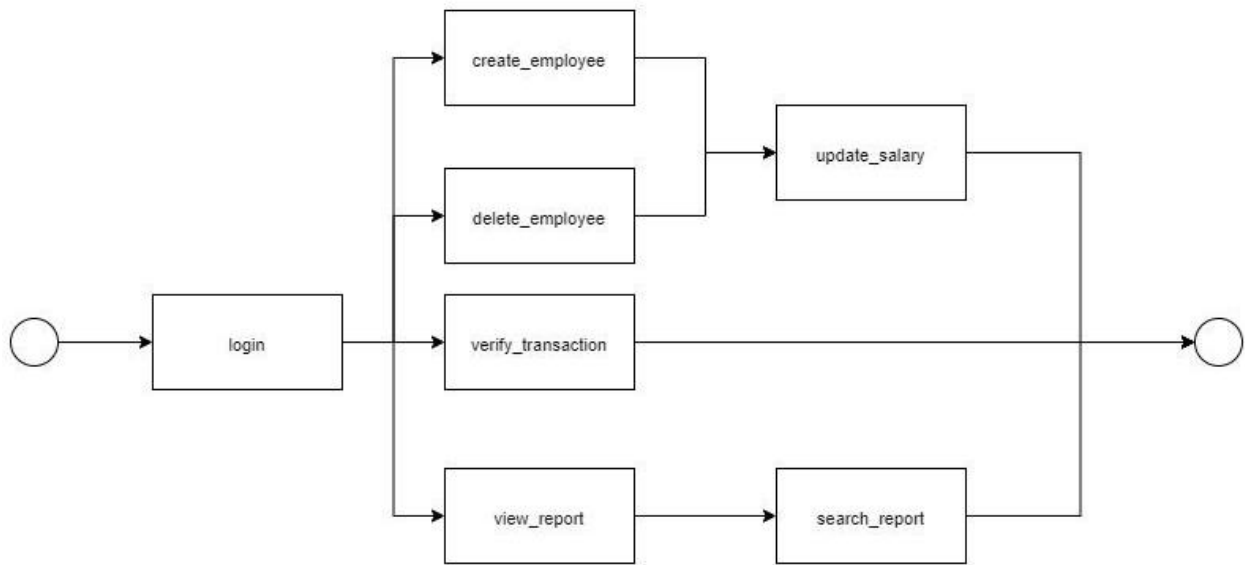 create_employee
update_salary
delete_employee
login
verify_transaction
view_report
search_report